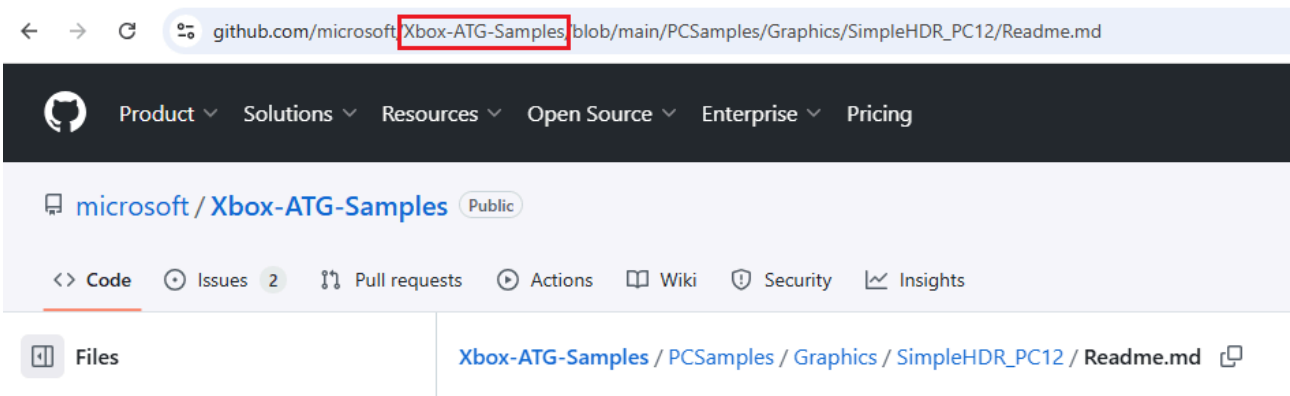 github.com/microsoft/Xbox-ATG-Samples/blob/main/PCSamples/Graphics/SimpleHDR_PC12/Readme.md
Product Solutions Resources Open Source Enterprise Pricing
microsoft / Xbox-ATG-Samples Public
<> Code Issues 2 Pull requests Actions Wiki Security Insights
Files
Xbox-ATG-Samples / PCSamples / Graphics / SimpleHDR_PC12 / Readme.md